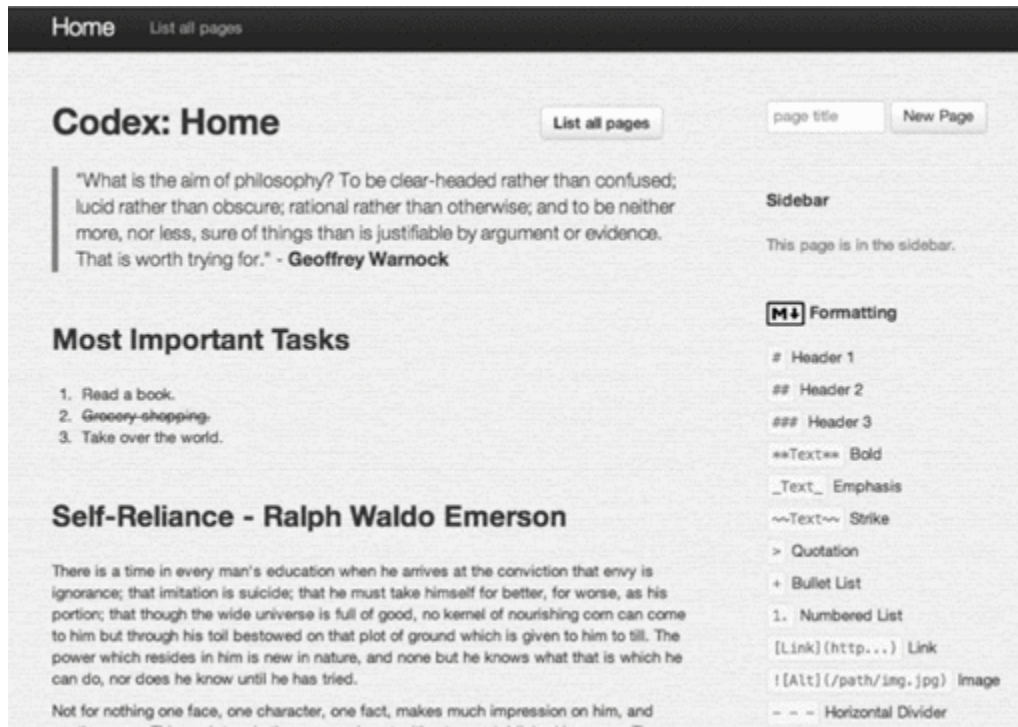 Home List all pages
Codex: Home
List all pages
"What is the aim of philosophy? To be clear-headed rather than confused;
lucid rather than obscure; rational rather than otherwise; and to be neither
more, nor less, sure of things than is justifiable by argument or evidence.
That is worth trying for." - Geoffrey Warnock
Most Important Tasks
1. Read a book.
2. Grocery shopping.
3. Take over the world.
Self-Reliance - Ralph Waldo Emerson
There is a time in every man's education when he arrives at the conviction that envy is
ignorance; that imitation is suicide; that he must take himself for better, for worse, as his
portion; that though the wide universe is full of good, no kernel of nourishing corn can come
to him but through his toil bestowed on that plot of ground which is given to him to till. The
power which resides in him is new in nature, and none but he knows what that is which he
can do, nor does he know until he has tried.
Not for nothing one face, one character, one fact, makes much impression on him, and
page title New Page
Sidebar
This page is in the sidebar.
M Formatting
# Header 1
## Header 2
### Header 3
**Text** Bold
_Text_ Emphasis
~~Text~~ Strike
> Quotation
+ Bullet List
1. Numbered List
[Link](http...) Link
![Alt](/path/img.jpg) Image
- - - Horizontal Divider